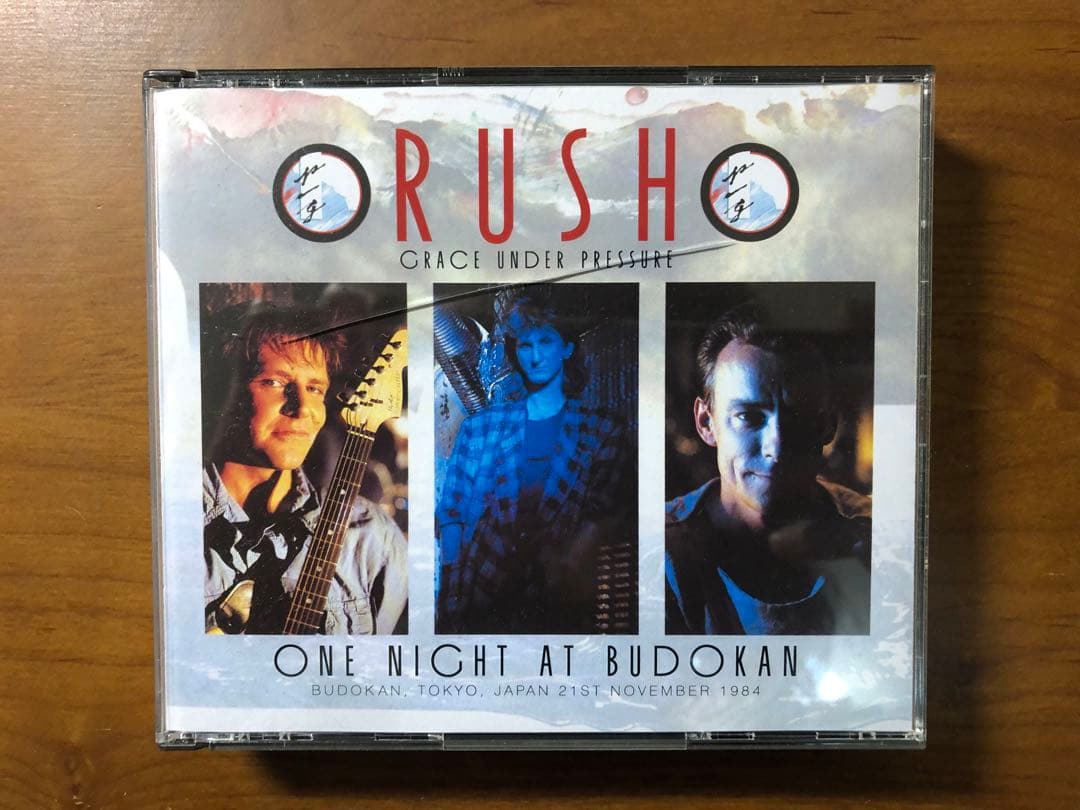 RUSH
p/g p/g
GRACE UNDER PRESSURE
ONE NIGHT AT BUDOKAN
BUDOKAN, TOKYO, JAPAN 21ST NOVEMBER 1984